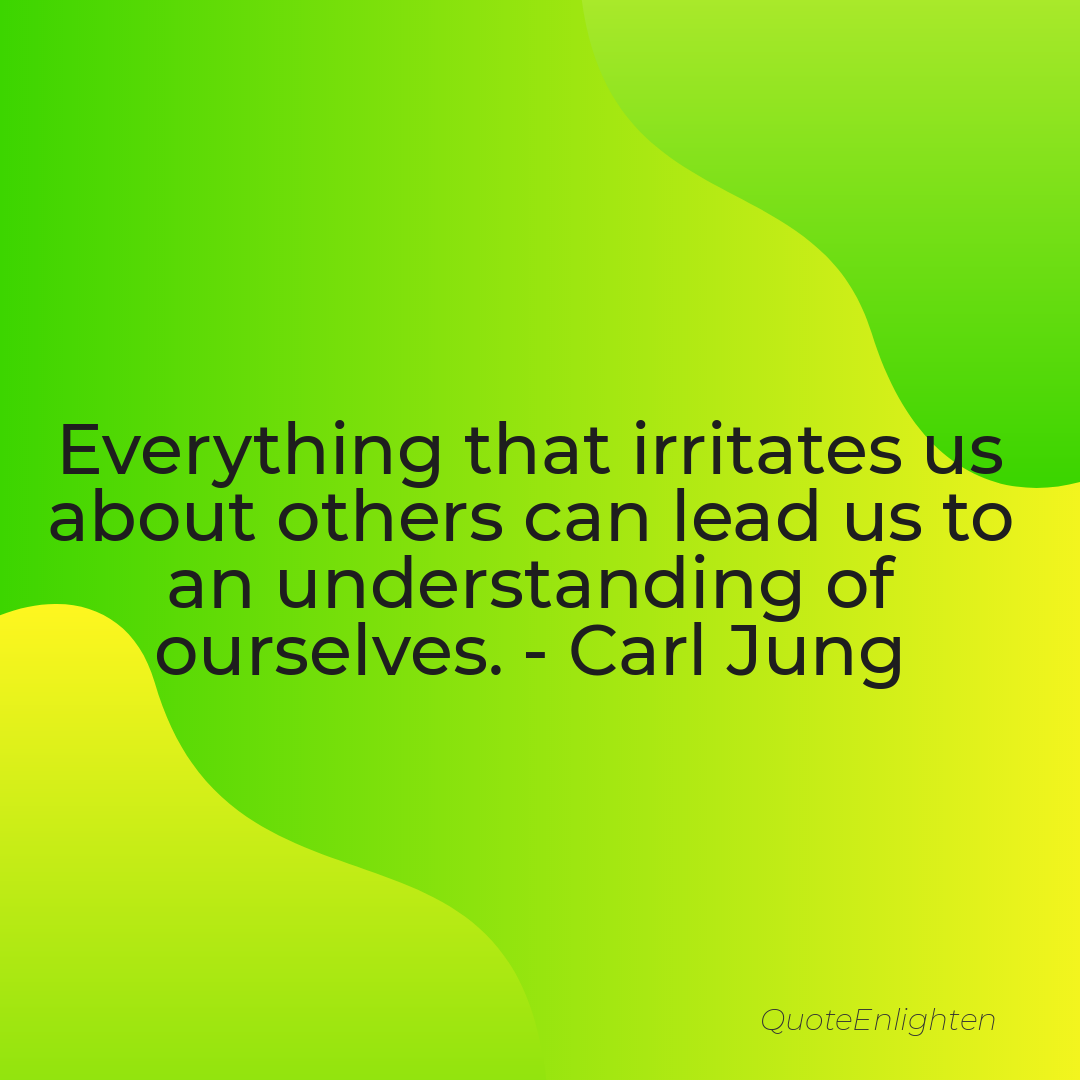 Everything that irritates us
about others can lead us to
an understanding of
ourselves. - Carl Jung
QuoteEnlighten